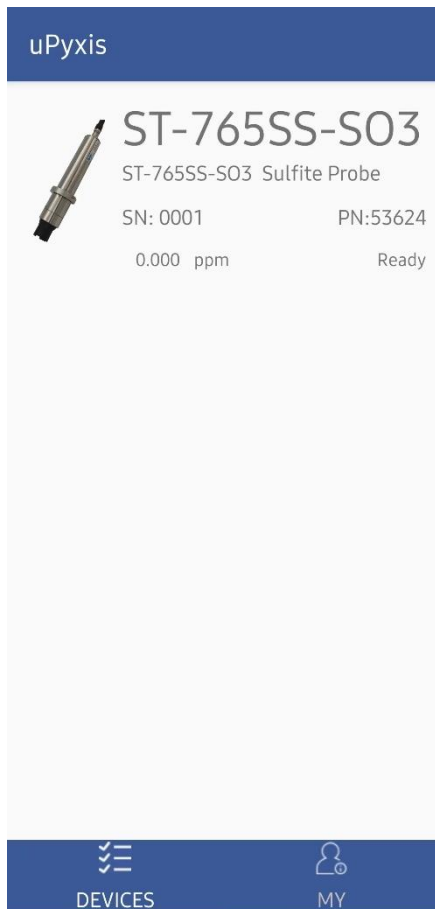 uPyxis
ST-765SS-SO3
ST-765SS-SO3 Sulfite Probe
SN: 0001 PN:53624
0.000 ppm Ready
DEVICES MY